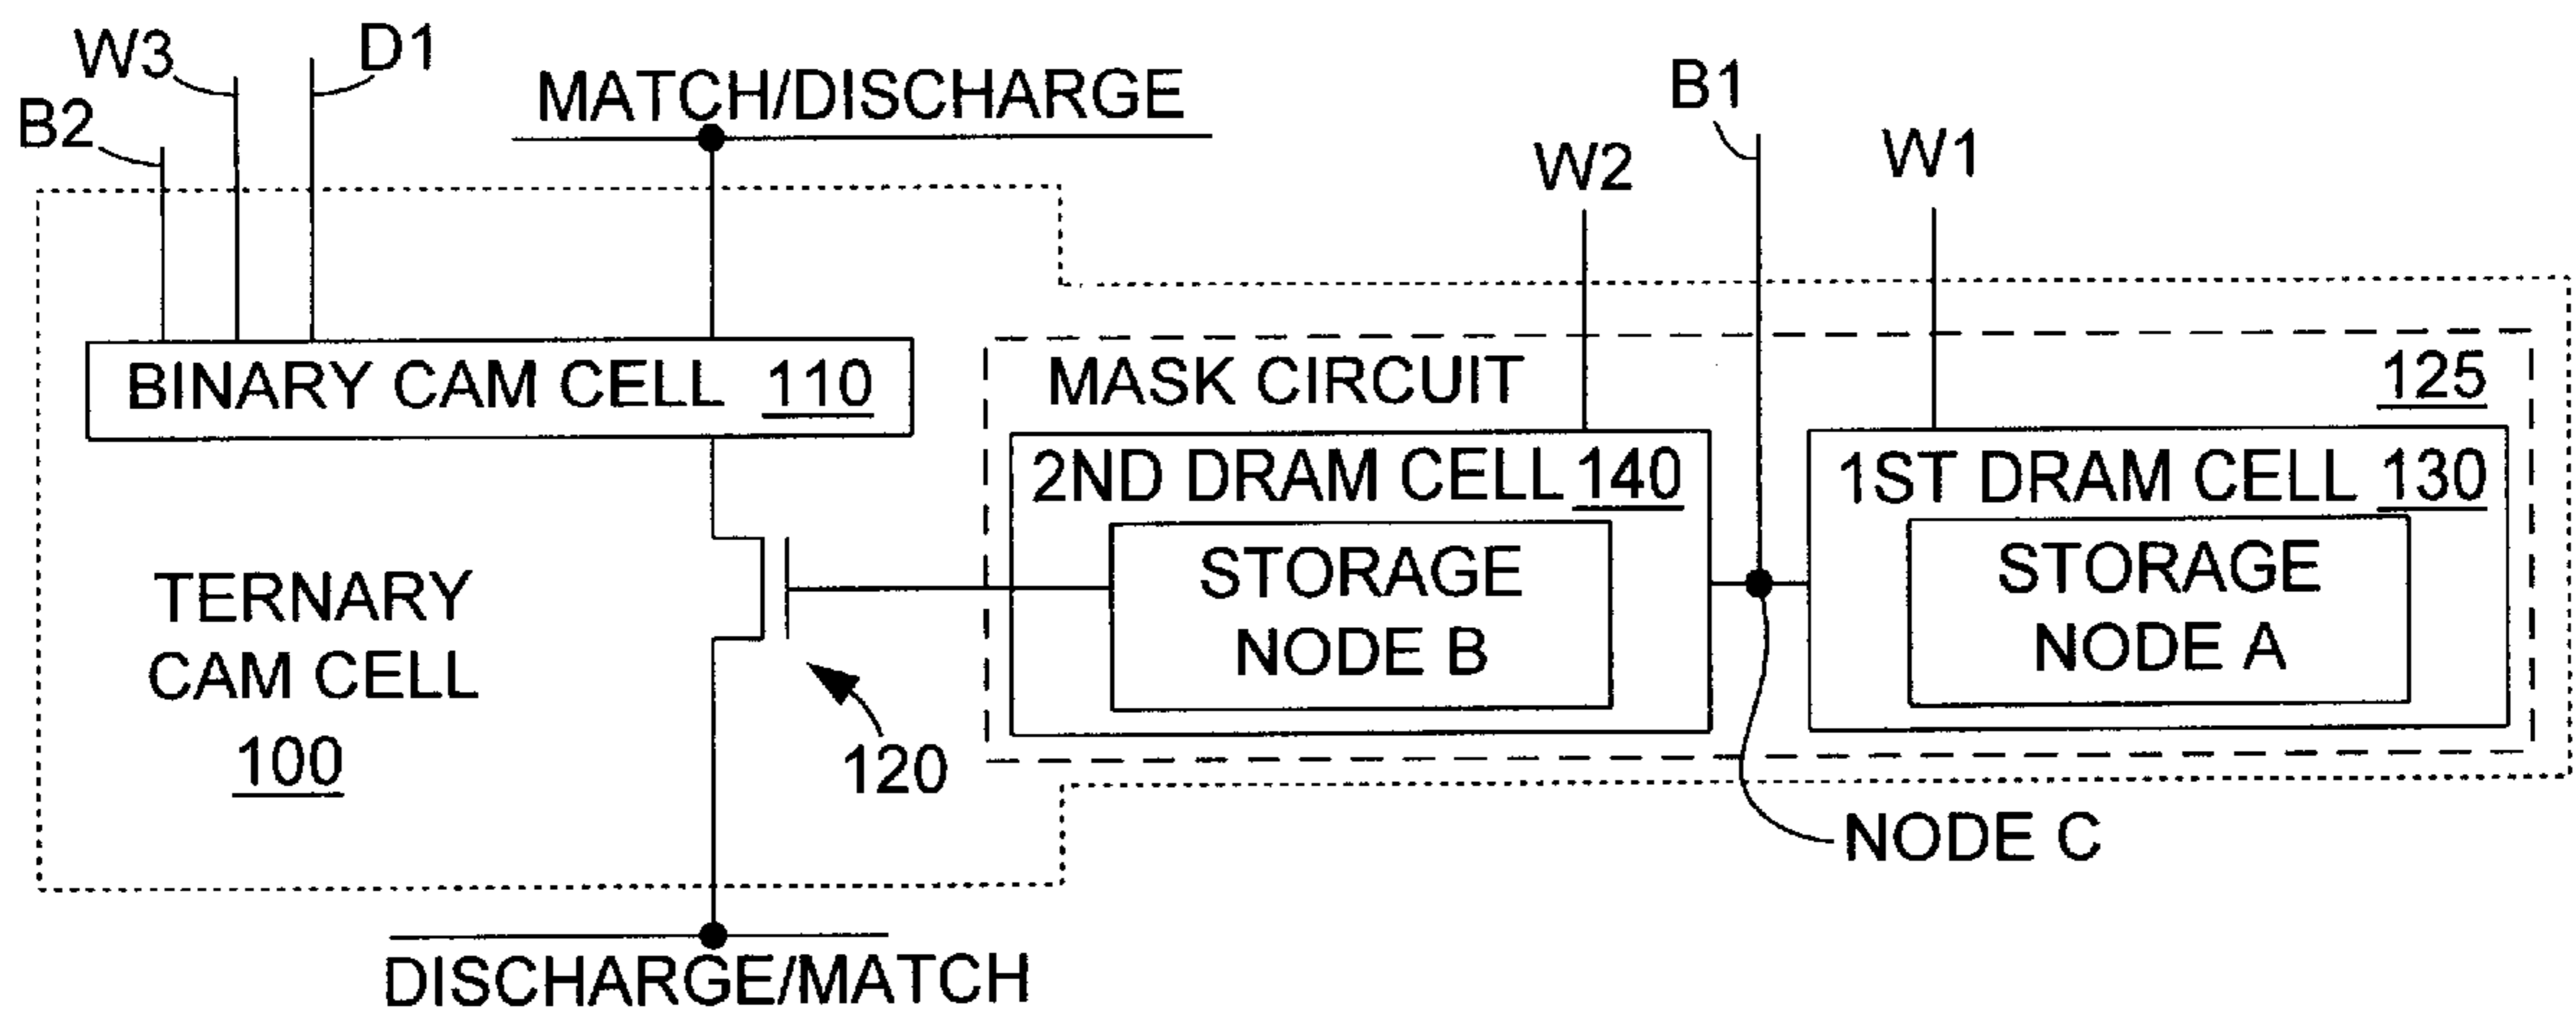 W3
D1
B2
MATCH/DISCHARGE
B1
W2
W1
BINARY CAM CELL 110
MASK CIRCUIT
125
2ND DRAM CELL 140
1ST DRAM CELL 130
STORAGE
NODE B
STORAGE
NODE A
TERNARY
CAM CELL
100
120
NODE C
DISCHARGE/MATCH